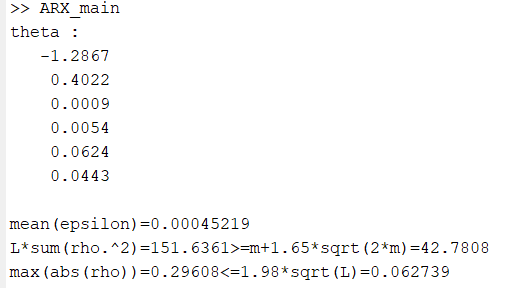 >> ARX_main
theta :
-1.2867
0.4022
0.0009
0.0054
0.0624
0.0443
mean(epsilon)=0.00045219
L*sum(rho.^2)=151.6361>=m+1.65*sqrt(2*m)=42.7808
max(abs(rho))=0.29608<=1.98*sqrt(L)=0.062739